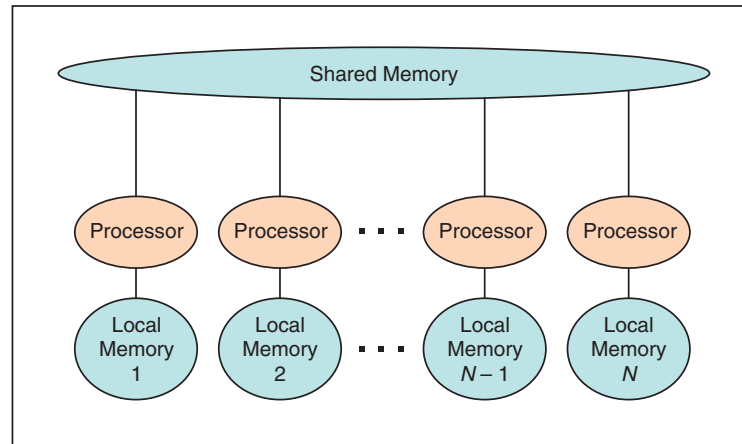 Shared Memory
Processor
Processor
Processor
Processor
Local
Memory
1
Local
Memory
2
Local
Memory
N – 1
Local
Memory
N